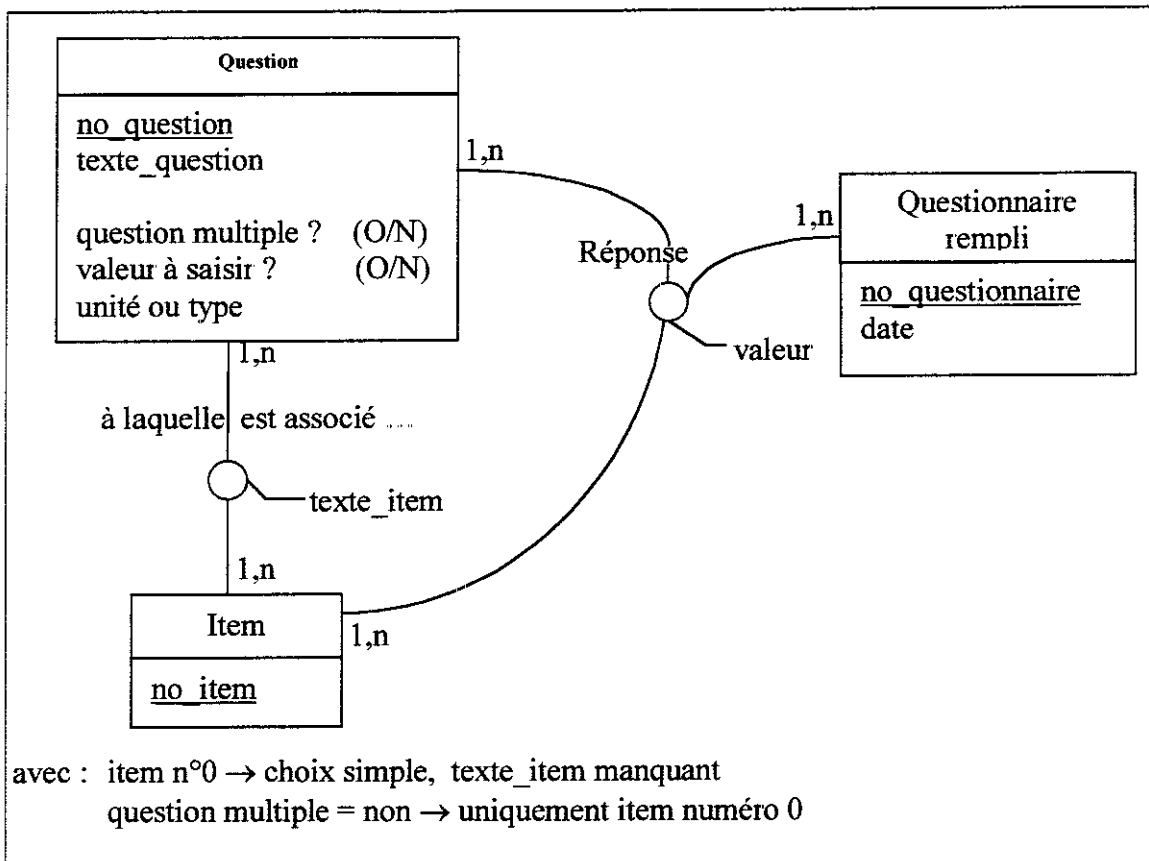 Question
no_question
texte_question
question multiple ? (O/N)
valeur à saisir ? (O/N)
unité ou type
1,n
1,n
Questionnaire
rempli
no_questionnaire
date
Réponse
valeur
1,n
à laquelle est associé ....
texte_item
1,n
Item
no_item
1,n
avec : item n°0 → choix simple, texte_item manquant
question multiple = non → uniquement item numéro 0